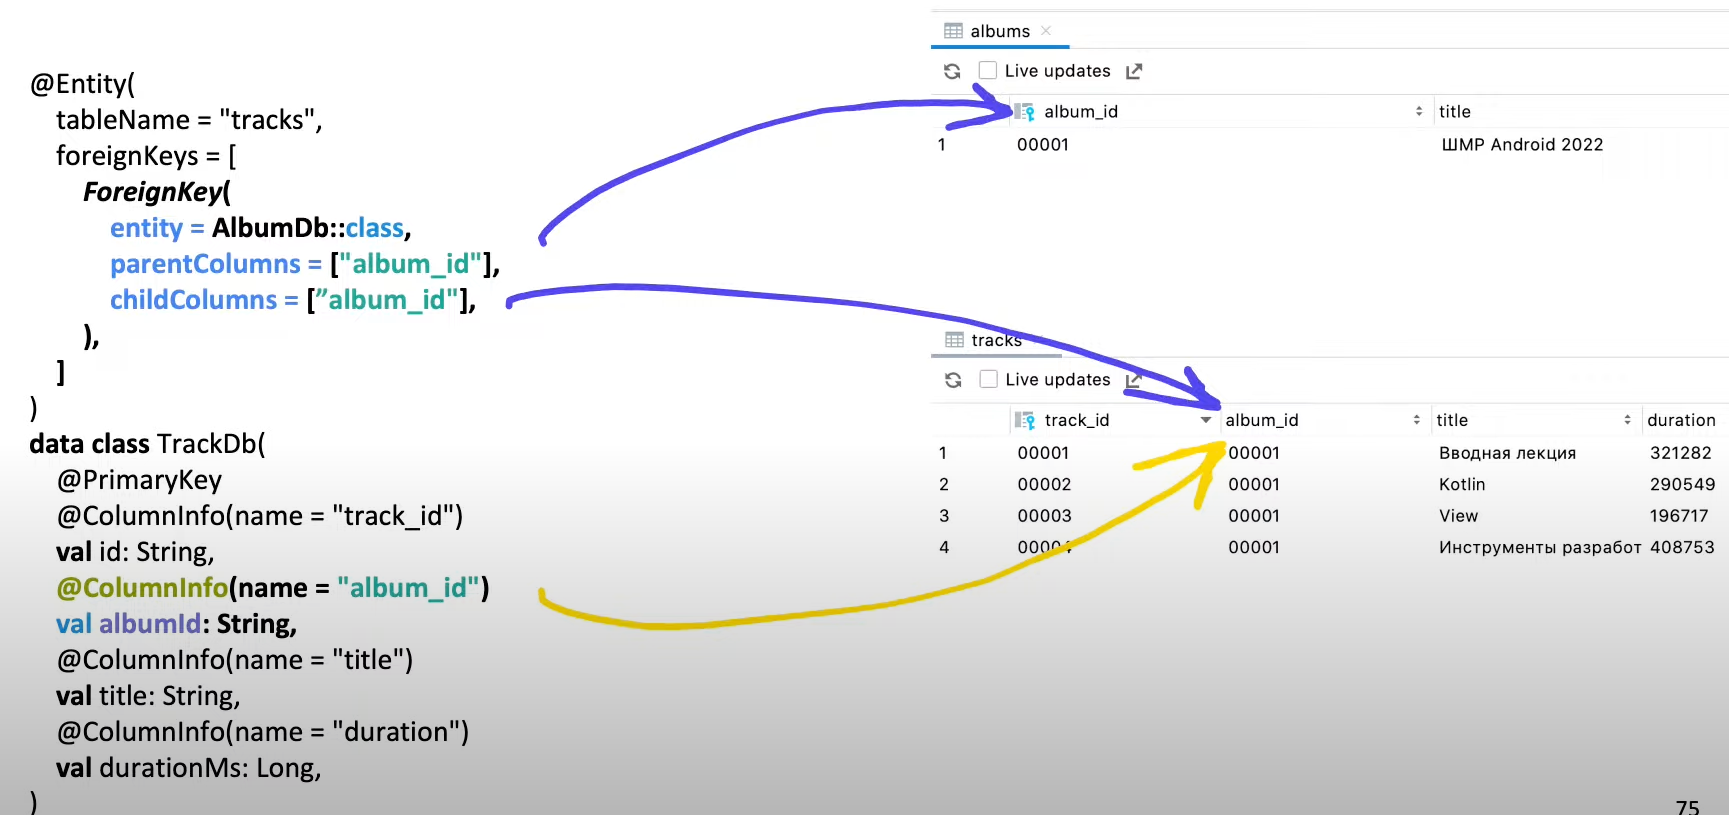 @Entity(
tableName = "tracks",
foreignKeys = [
ForeignKey(
entity = AlbumDb::class,
parentColumns = ["album_id"],
childColumns = [”album_id"],
),
]
)
data class TrackDb(
@PrimaryKey
@ColumnInfo(name = "track_id")
val id: String,
@ColumnInfo(name = "album_id")
val albumId: String,
@ColumnInfo(name = "title")
val title: String,
@ColumnInfo(name = "duration")
val durationMs: Long,
)
albums
Live updates
album_id title
1 00001 ШМР Android 2022
tracks
Live updates
track_id album_id title duration
1 00001 00001 Вводная лекция 321282
2 00002 00001 Kotlin 290549
3 00003 00001 View 196717
4 00004 00001 Инструменты разработ 408753
75